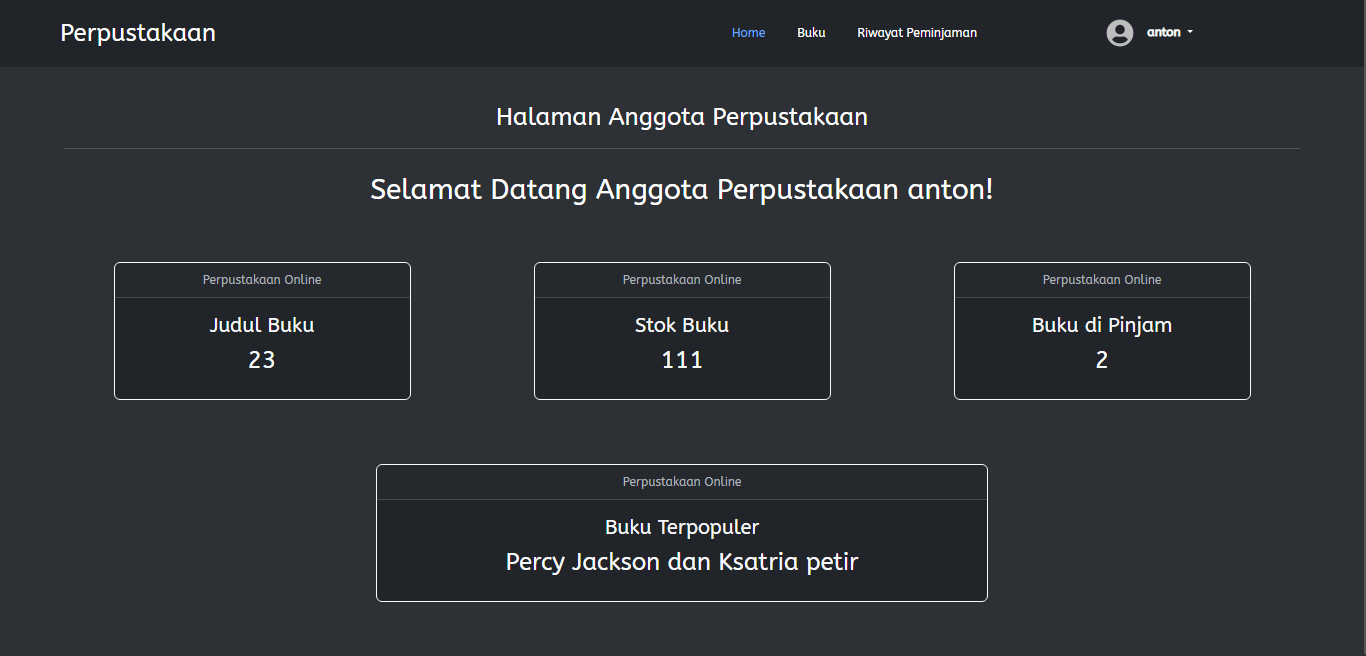 Perpustakaan
Home
Buku
Riwayat Peminjaman
anton
Halaman Anggota Perpustakaan
Selamat Datang Anggota Perpustakaan anton!
Perpustakaan Online
Judul Buku
23
Perpustakaan Online
Stok Buku
111
Perpustakaan Online
Buku di Pinjam
2
Perpustakaan Online
Buku Terpopuler
Percy Jackson dan Ksatria petir